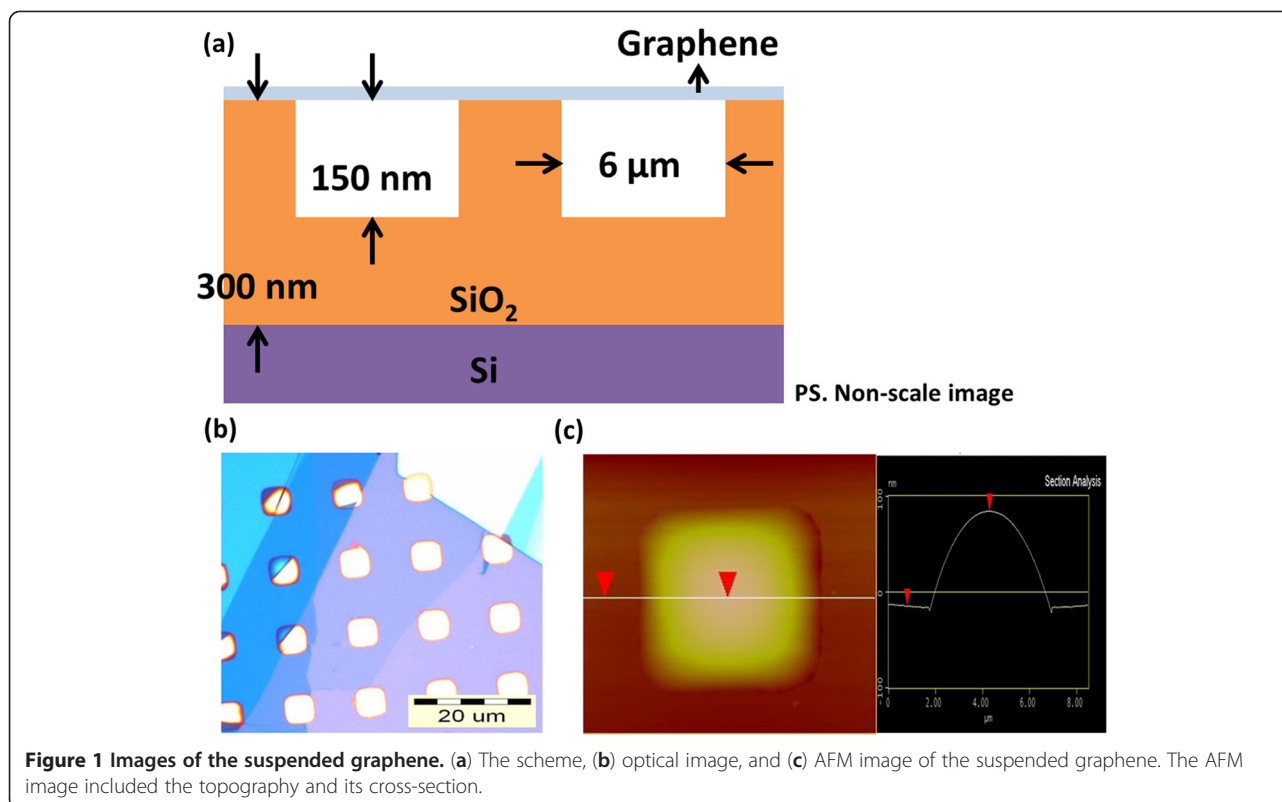 (a)
Graphene
150 nm
6 µm
300 nm
SiO₂
Si
PS. Non-scale image
(b)
(c)
20 um
Section Analysis
nm
100
0
-100
0 2.00 4.00 6.00 8.00
µm
Figure 1 Images of the suspended graphene. (a) The scheme, (b) optical image, and (c) AFM image of the suspended graphene. The AFM
image included the topography and its cross-section.